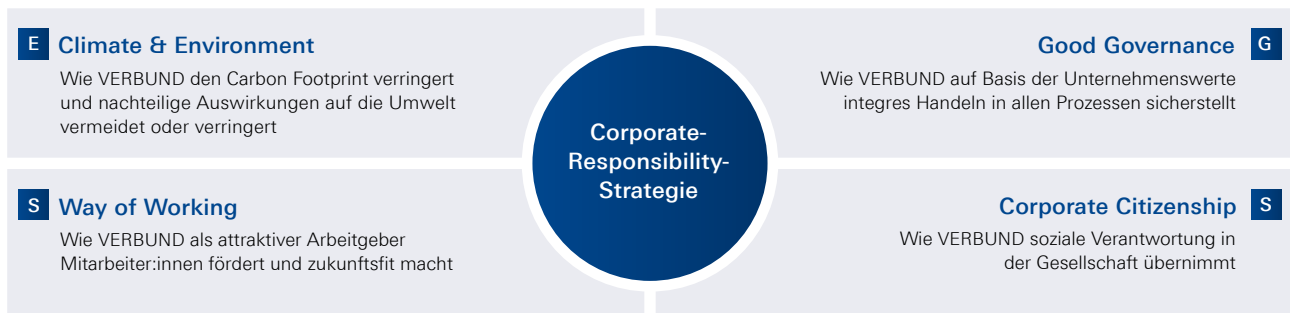 E Climate & Environment
Wie VERBUND den Carbon Footprint verringert
und nachteilige Auswirkungen auf die Umwelt
vermeidet oder verringert
Good Governance G
Wie VERBUND auf Basis der Unternehmenswerte
integres Handeln in allen Prozessen sicherstellt
Corporate-
Responsibility-
Strategie
S Way of Working
Wie VERBUND als attraktiver Arbeitgeber
Mitarbeiter:innen fördert und zukunftsfit macht
Corporate Citizenship S
Wie VERBUND soziale Verantwortung in
der Gesellschaft übernimmt